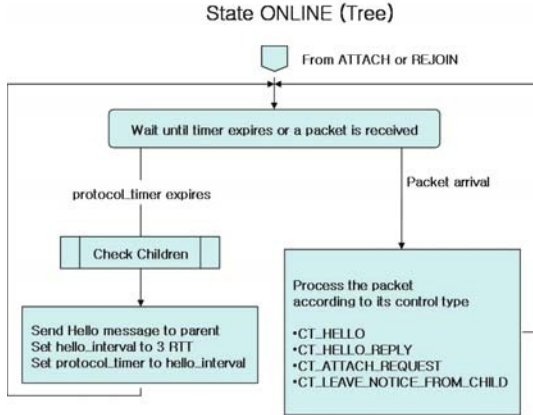 State ONLINE (Tree)
From ATTACH or REJOIN
Wait until timer expires or a packet is received
protocol_timer expires
Packet arrival
Check Children
Send Hello message to parent
Set hello_interval to 3 RTT
Set protocol_timer to hello_interval
Process the packet
according to its control type
•CT_HELLO
•CT_HELLO_REPLY
•CT_ATTACH_REQUEST
•CT_LEAVE_NOTICE_FROM_CHILD